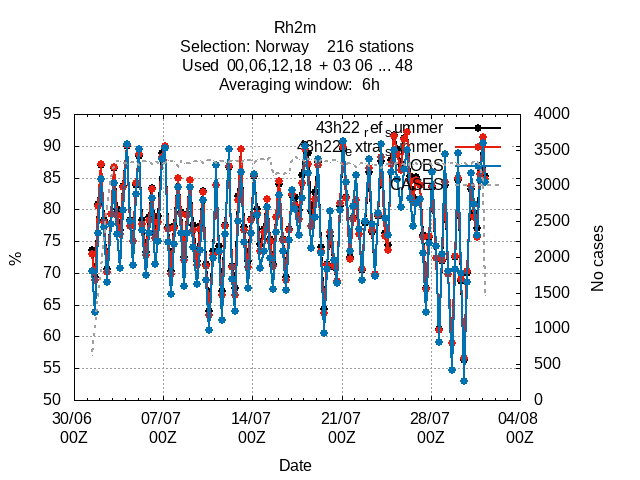 Rh2m
Selection: Norway 216 stations
Used 00,06,12,18 + 03 06 ... 48
Averaging window: 6h
43h22_ref_summer
43h22_extra_summer
OBS
CASES
95
90
85
80
75
70
65
60
55
50
4000
3500
3000
2500
2000
1500
1000
500
0
%
No cases
30/06 07/07 14/07 21/07 28/07 04/08
00Z 00Z 00Z 00Z 00Z 00Z
Date